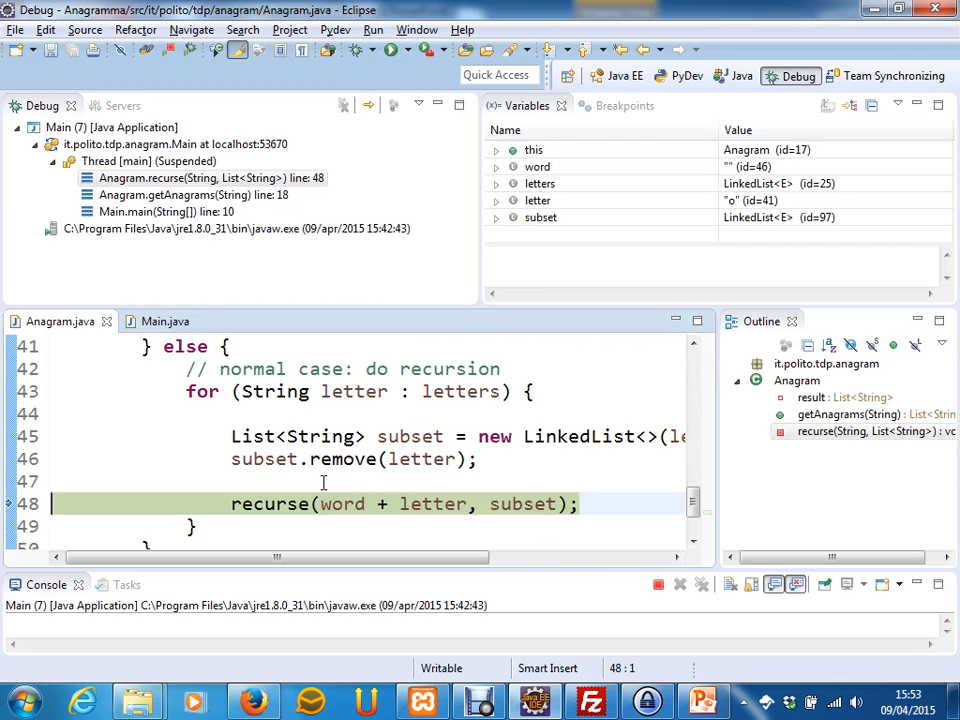 Debug - Anagramma/src/it/polito/tdp/anagram/Anagram.java - Eclipse
File Edit Source Refactor Navigate Search Project Pydev Run Window Help
Quick Access
Java EE PyDev Java Debug Team Synchronizing
Debug Servers
Main (7) [Java Application]
it.polito.tdp.anagram.Main at localhost:53670
Thread [main] (Suspended)
Anagram.recurse(String, List<String>) line: 48
Anagram.getAnagrams(String) line: 18
Main.main(String[]) line: 10
C:\Program Files\Java\jre1.8.0_31\bin\javaw.exe (09/apr/2015 15:42:43)
(x)= Variables Breakpoints
Name Value
this Anagram (id=17)
word "" (id=46)
letters LinkedList<E> (id=25)
letter "o" (id=41)
subset LinkedList<E> (id=97)
Anagram.java Main.java
41 } else {
42 // normal case: do recursion
43 for (String letter : letters) {
44
45 List<String> subset = new LinkedList<>(le
46 subset.remove(letter);
47
48 recurse(word + letter, subset);
49 }
50 }
Outline
it.polito.tdp.anagram
Anagram
result : List<String>
getAnagrams(String) : List<Strin
recurse(String, List<String>) : vo
Console Tasks
Main (7) [Java Application] C:\Program Files\Java\jre1.8.0_31\bin\javaw.exe (09/apr/2015 15:42:43)
Writable Smart Insert 48 : 1
15:53
09/04/2015